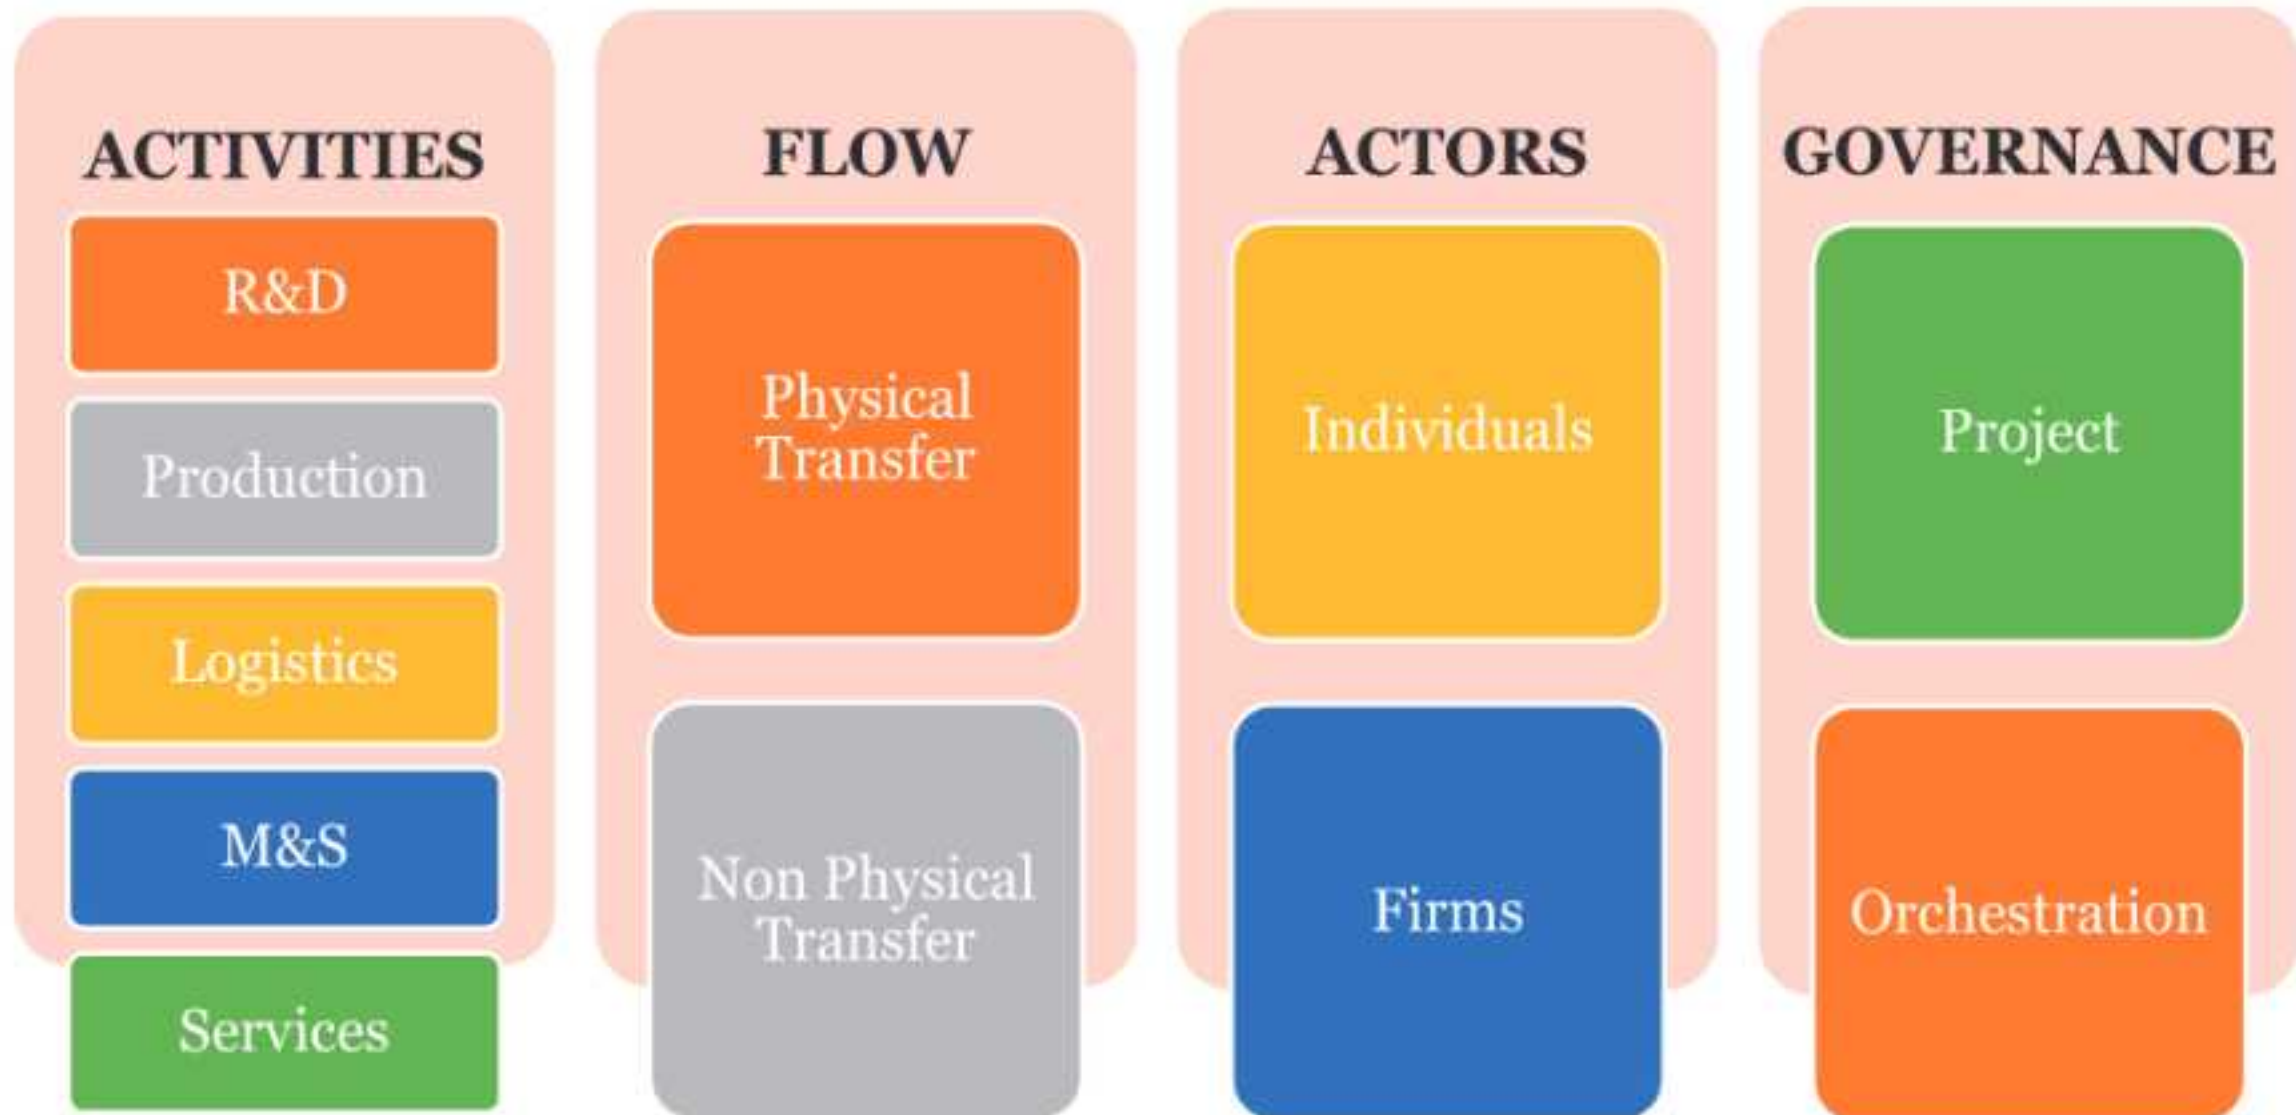 ACTIVITIES
R&D
Production
Logistics
M&S
Services
FLOW
Physical
Transfer
Non Physical
Transfer
ACTORS
Individuals
Firms
GOVERNANCE
Project
Orchestration